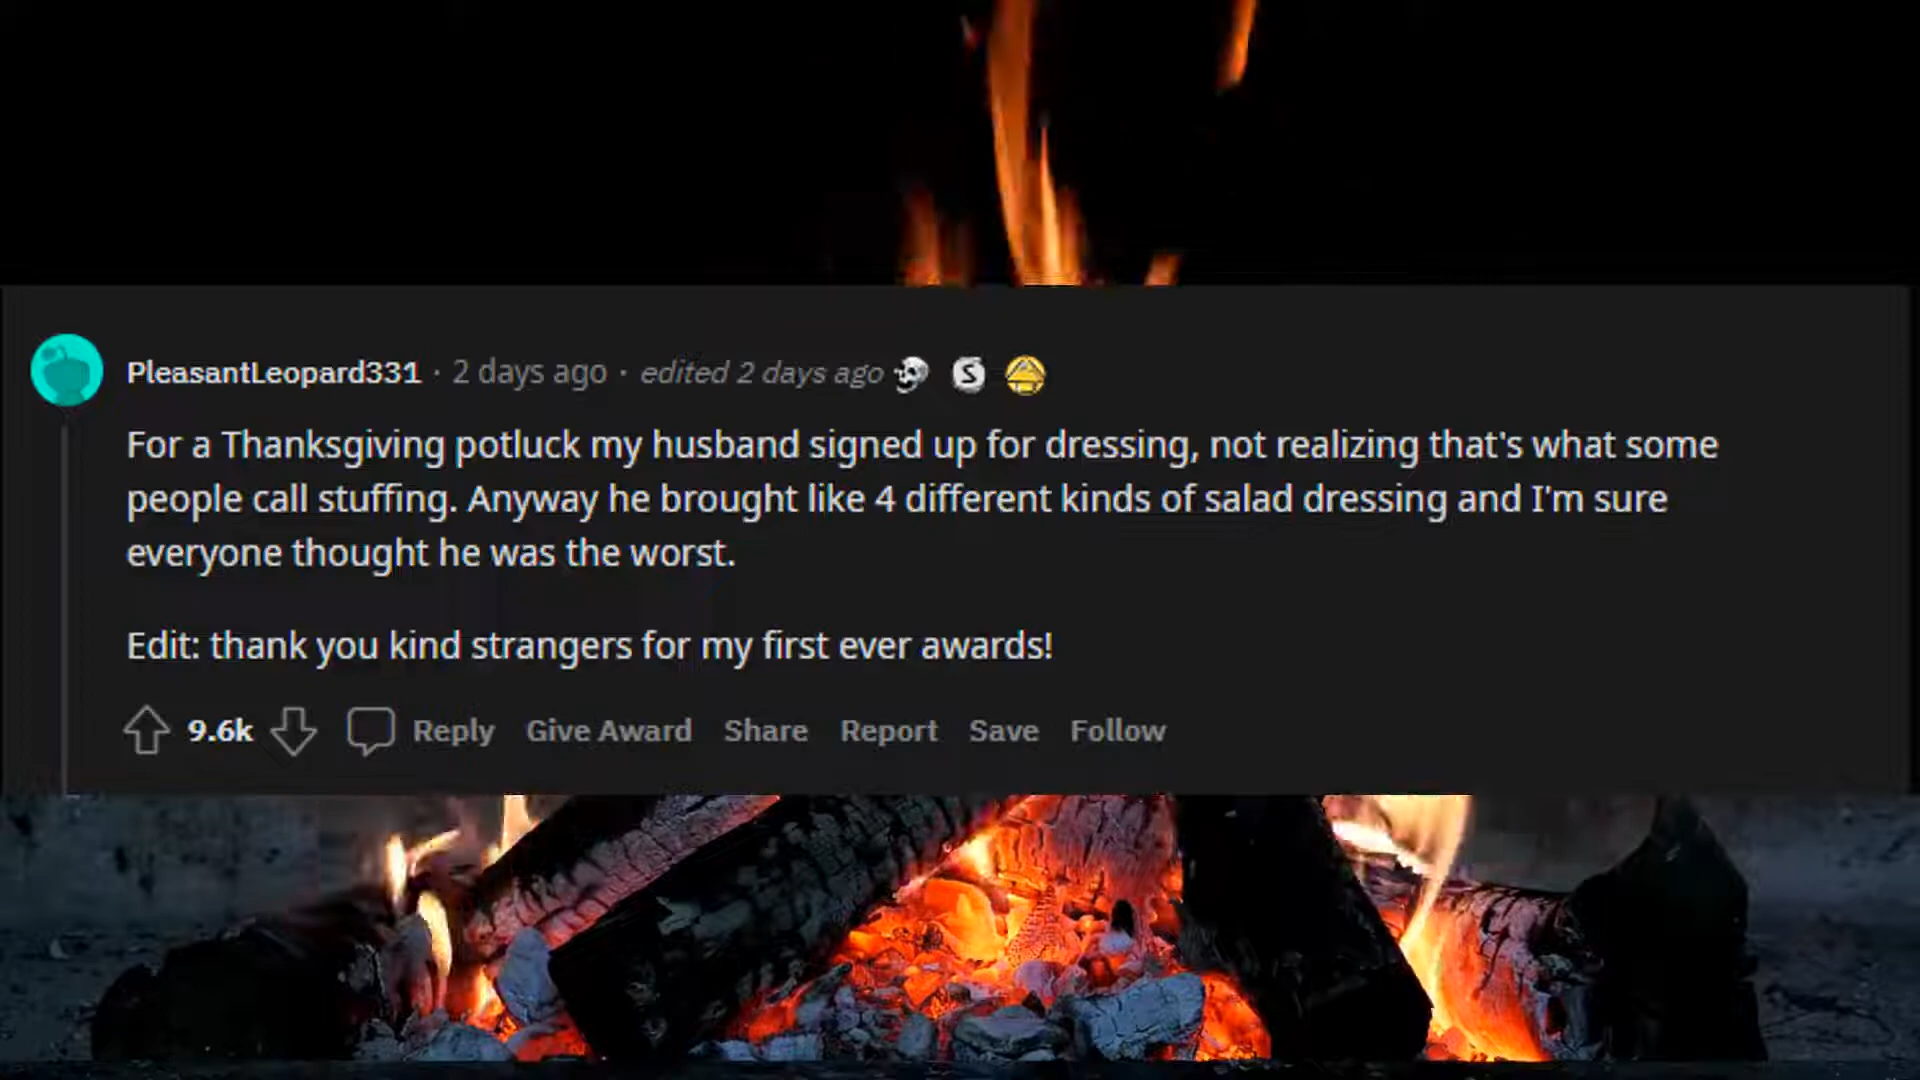 PleasantLeopard331 · 2 days ago · edited 2 days ago S
For a Thanksgiving potluck my husband signed up for dressing, not realizing that's what some
people call stuffing. Anyway he brought like 4 different kinds of salad dressing and I'm sure
everyone thought he was the worst.
Edit: thank you kind strangers for my first ever awards!
9.6k Reply Give Award Share Report Save Follow